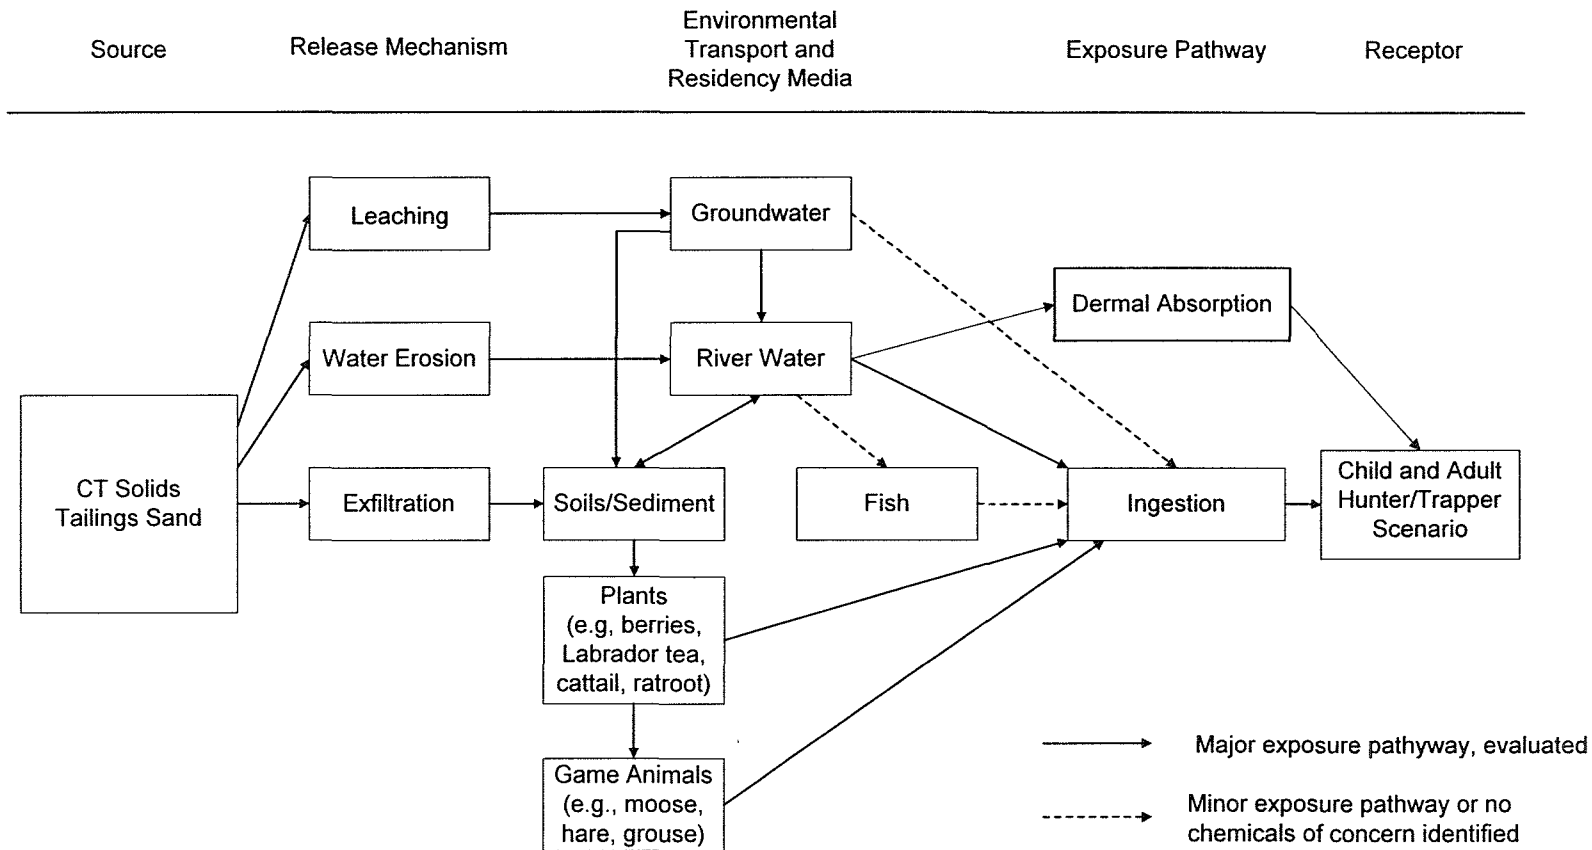 Source
Release Mechanism
Environmental
Transport and
Residency Media
Exposure Pathway
Receptor
Leaching
Groundwater
Dermal Absorption
Water Erosion
River Water
CT Solids
Tailings Sand
Exfiltration
Soils/Sediment
Fish
Ingestion
Child and Adult
Hunter/Trapper
Scenario
Plants
(e.g, berries,
Labrador tea,
cattail, ratroot)
Game Animals
(e.g., moose,
hare, grouse)
Major exposure pathyway, evaluated
Minor exposure pathway or no
chemicals of concern identified